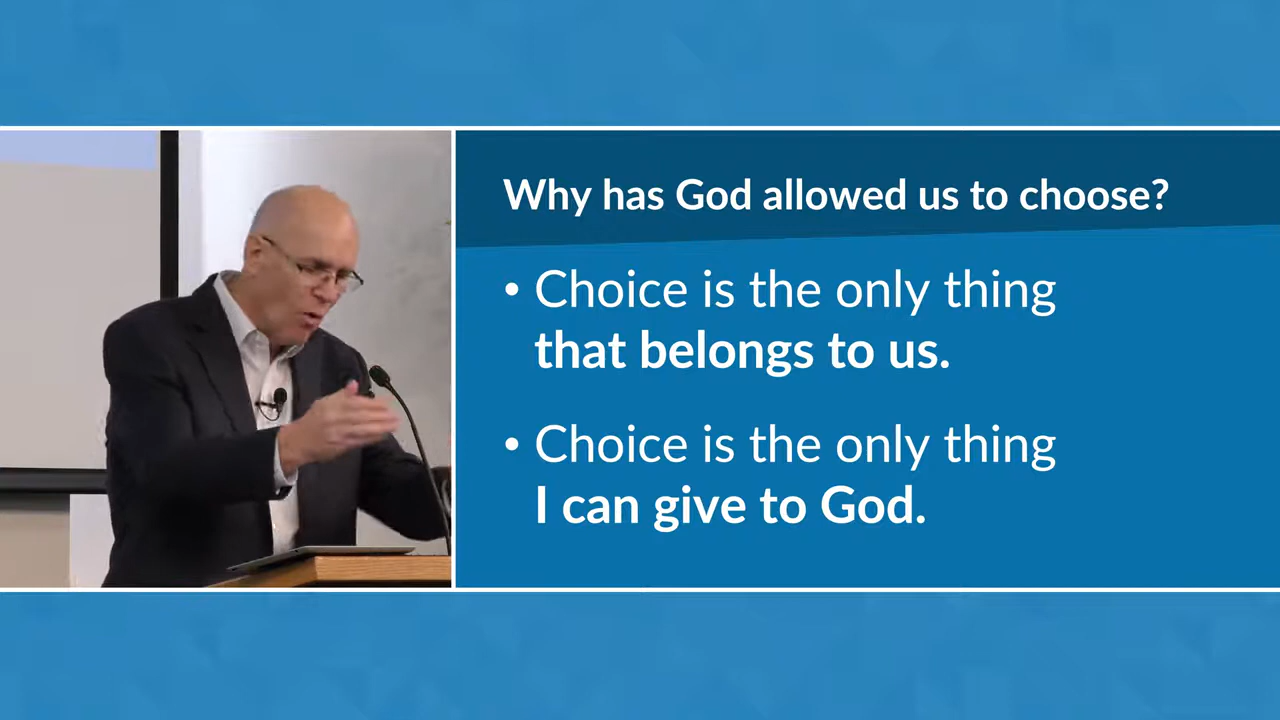 Why has God allowed us to choose?
• Choice is the only thing
that belongs to us.
• Choice is the only thing
I can give to God.